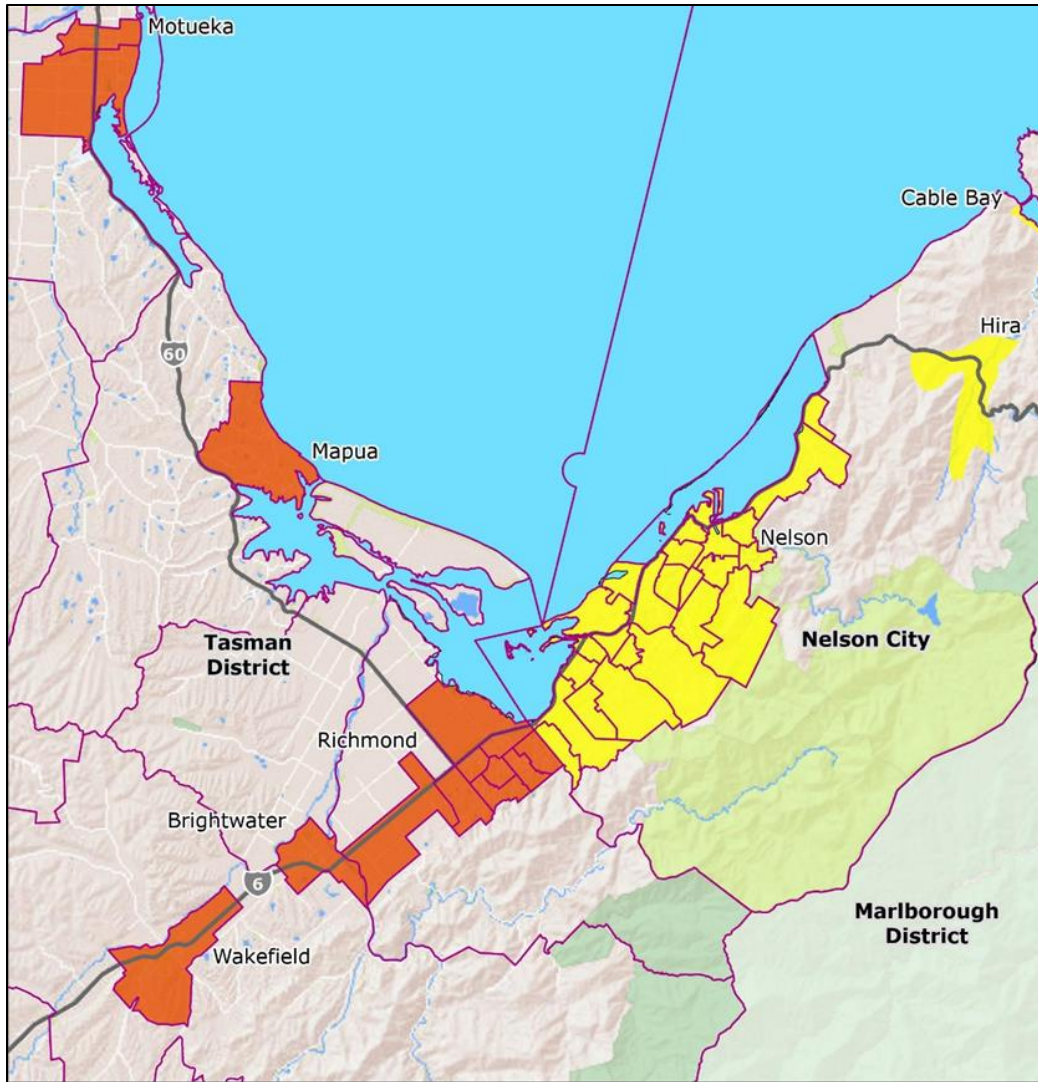 Motueka
Cable Bay
Hira
60
Mapua
Nelson
Tasman
District
Nelson City
Richmond
Brightwater
6
Marlborough
District
Wakefield